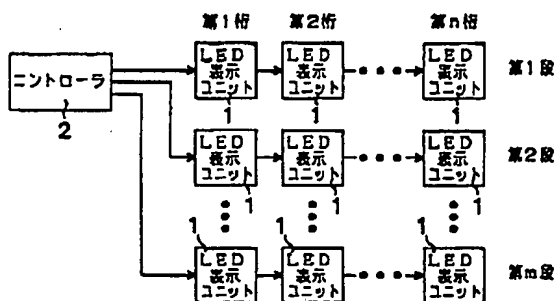 第1桁 第2桁 第n桁
コントローラ
2
LED
表示
ユニット
1
LED
表示
ユニット
1
LED
表示
ユニット
1
第1段
LED
表示
ユニット
1
LED
表示
ユニット
1
LED
表示
ユニット
1
第2段
1
LED
表示
ユニット
1
LED
表示
ユニット
1
LED
表示
ユニット
第m段